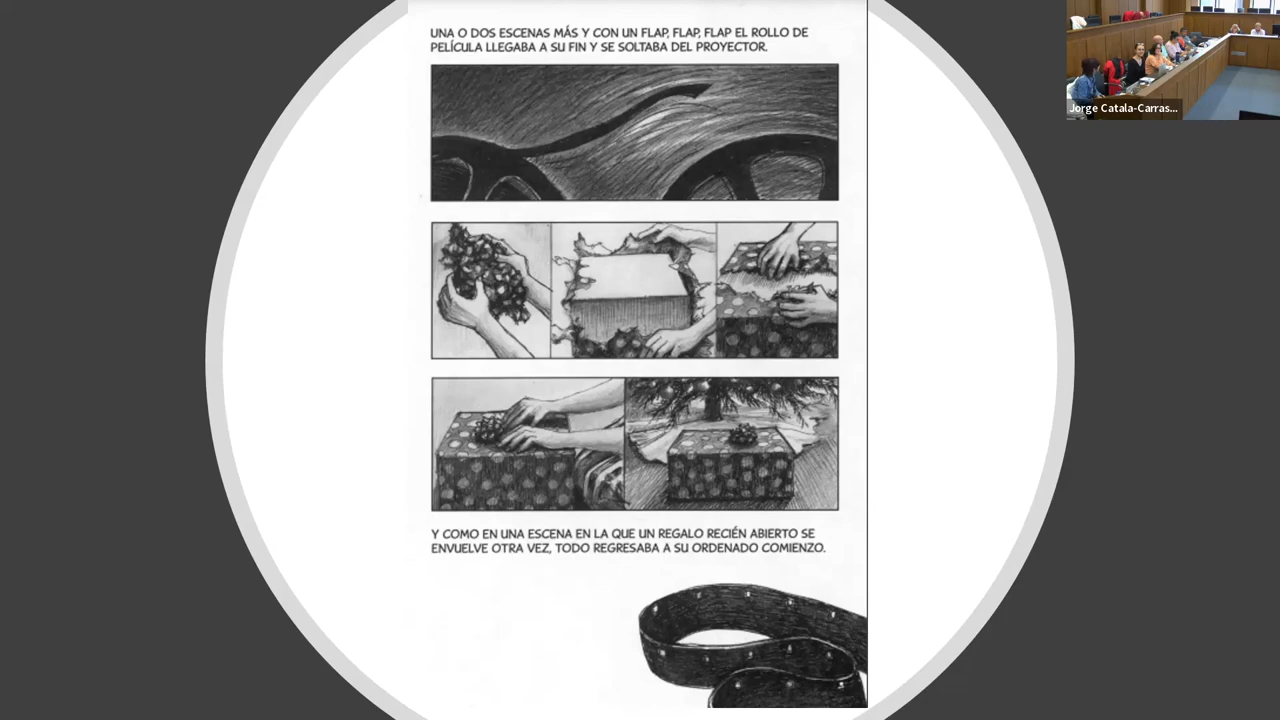 UNA O DOS ESCENAS MÁS Y CON UN FLAP, FLAP, FLAP EL ROLLO DE
PELÍCULA LLEGABA A SU FIN Y SE SOLTABA DEL PROYECTOR.
Y COMO EN UNA ESCENA EN LA QUE UN REGALO RECIÉN ABIERTO SE
ENVUELVE OTRA VEZ, TODO REGRESABA A SU ORDENADO COMIENZO.
Jorge Catala-Carras...